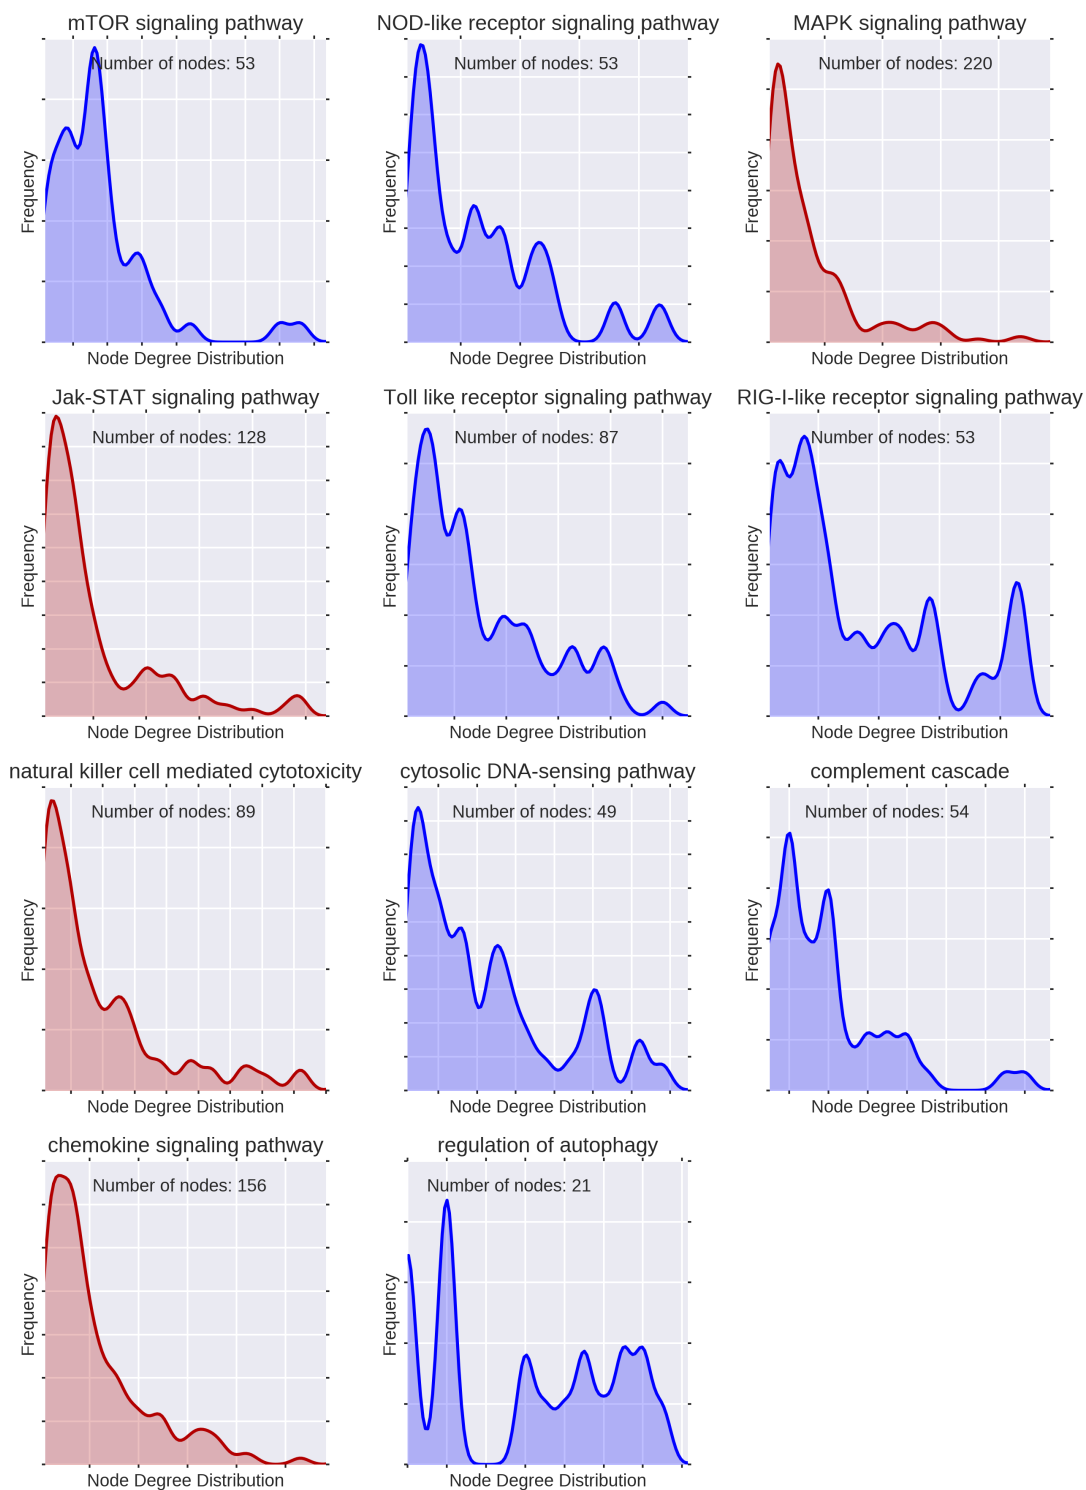 mTOR signaling pathway
Number of nodes: 53
Frequency
Node Degree Distribution
NOD-like receptor signaling pathway
Number of nodes: 53
Frequency
Node Degree Distribution
MAPK signaling pathway
Number of nodes: 220
Frequency
Node Degree Distribution
Jak-STAT signaling pathway
Number of nodes: 128
Frequency
Node Degree Distribution
Toll like receptor signaling pathway
Number of nodes: 87
Frequency
Node Degree Distribution
RIG-I-like receptor signaling pathway
Number of nodes: 53
Frequency
Node Degree Distribution
natural killer cell mediated cytotoxicity
Number of nodes: 89
Frequency
Node Degree Distribution
cytosolic DNA-sensing pathway
Number of nodes: 49
Frequency
Node Degree Distribution
complement cascade
Number of nodes: 54
Frequency
Node Degree Distribution
chemokine signaling pathway
Number of nodes: 156
Frequency
Node Degree Distribution
regulation of autophagy
Number of nodes: 21
Frequency
Node Degree Distribution